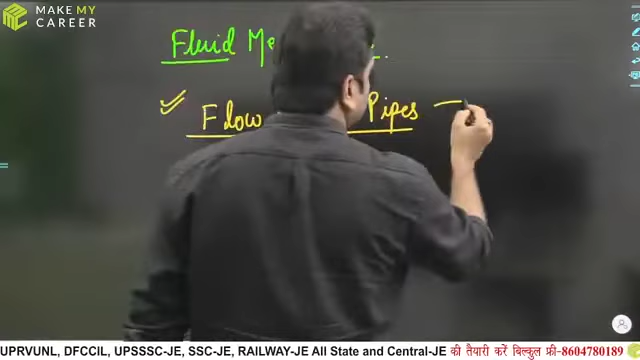 MAKE MY
CAREER
Fluid Me
Flow Pipes
UPRVUNL, DFCCIL, UPSSSC-JE, SSC-JE, RAILWAY-JE All State and Central-JE की तैयारी करें बिल्कुल फ्री-8604780189